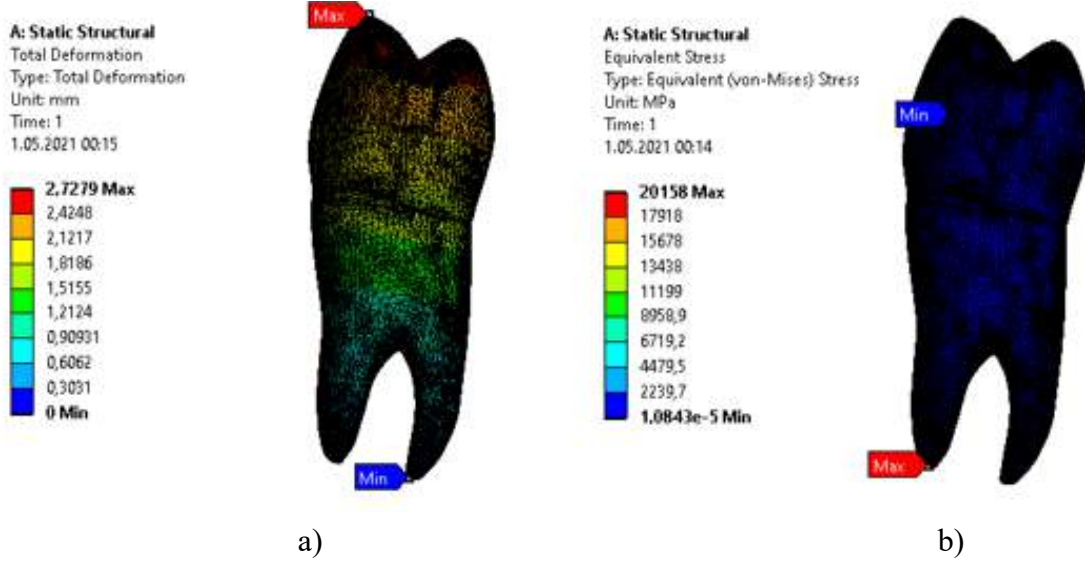 A: Static Structural
Total Deformation
Type: Total Deformation
Unit: mm
Time: 1
1.05.2021 00:15
2,7279 Max
2,4248
2,1217
1,8186
1,5155
1,2124
0,90931
0,6062
0,3031
0 Min
Max
Min
a)
A: Static Structural
Equivalent Stress
Type: Equivalent (von-Mises) Stress
Unit: MPa
Time: 1
1.05.2021 00:14
20158 Max
17918
15678
13438
11199
8958,9
6719,2
4479,5
2239,7
1,0843e-5 Min
Min
Max
b)